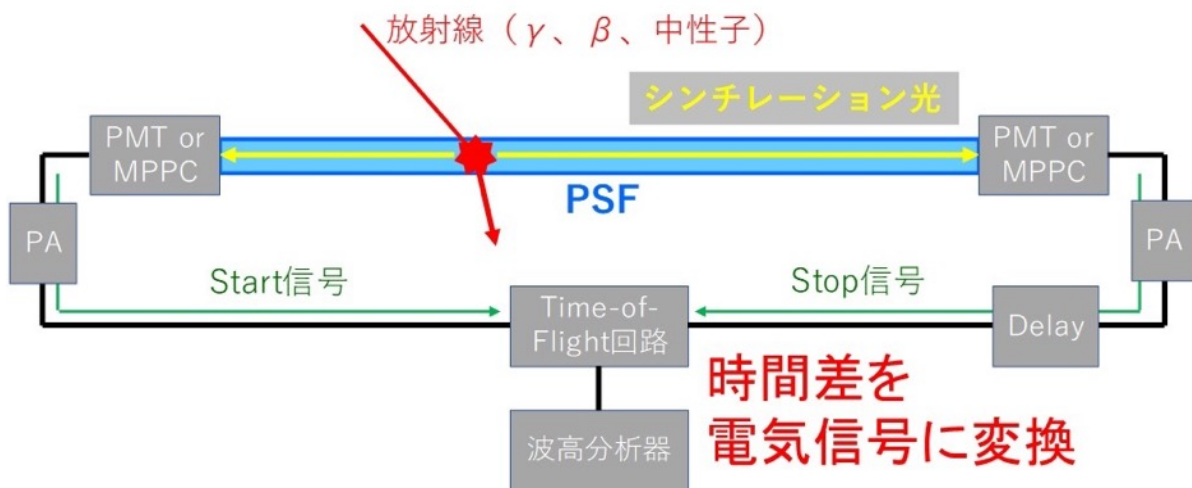 放射線（γ、β、中性子）
シンチレーション光
PMT or
MPPC
PMT or
MPPC
PSF
PA
PA
Start信号
Stop信号
Time-of-
Flight回路
Delay
時間差を
電気信号に変換
波高分析器